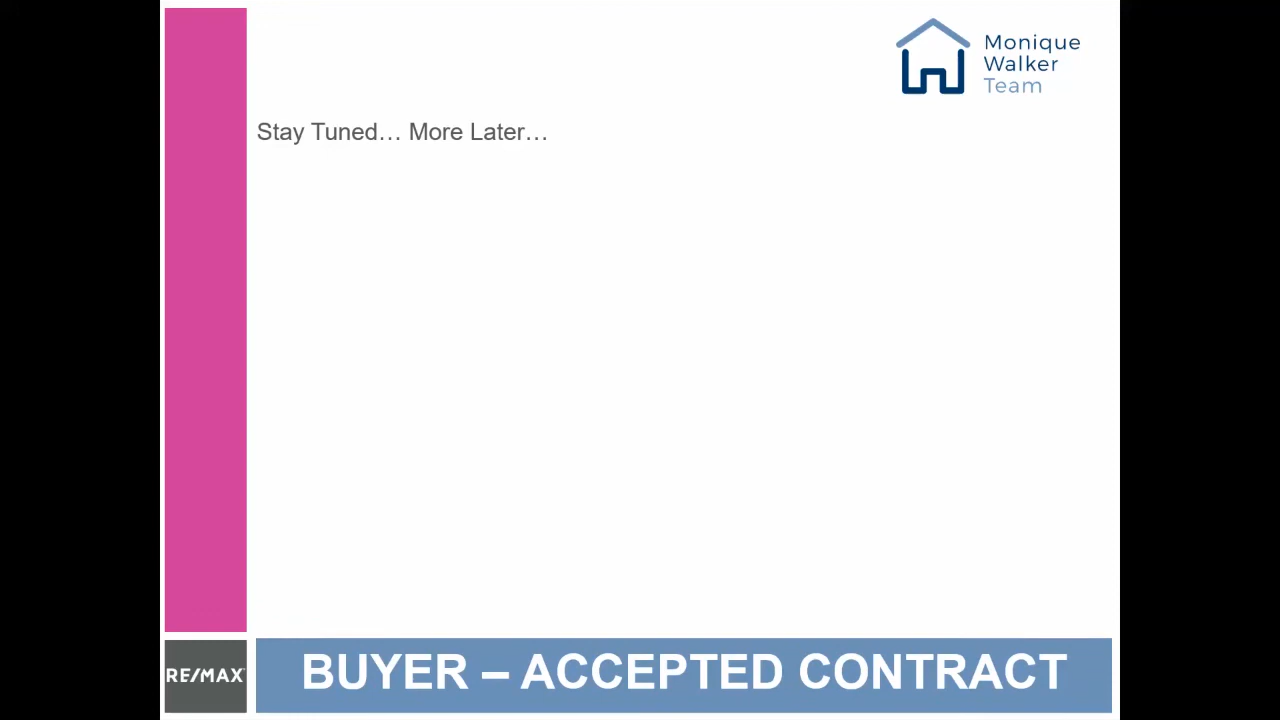 Monique
Walker
Team
Stay Tuned… More Later…
RE/MAX
BUYER – ACCEPTED CONTRACT